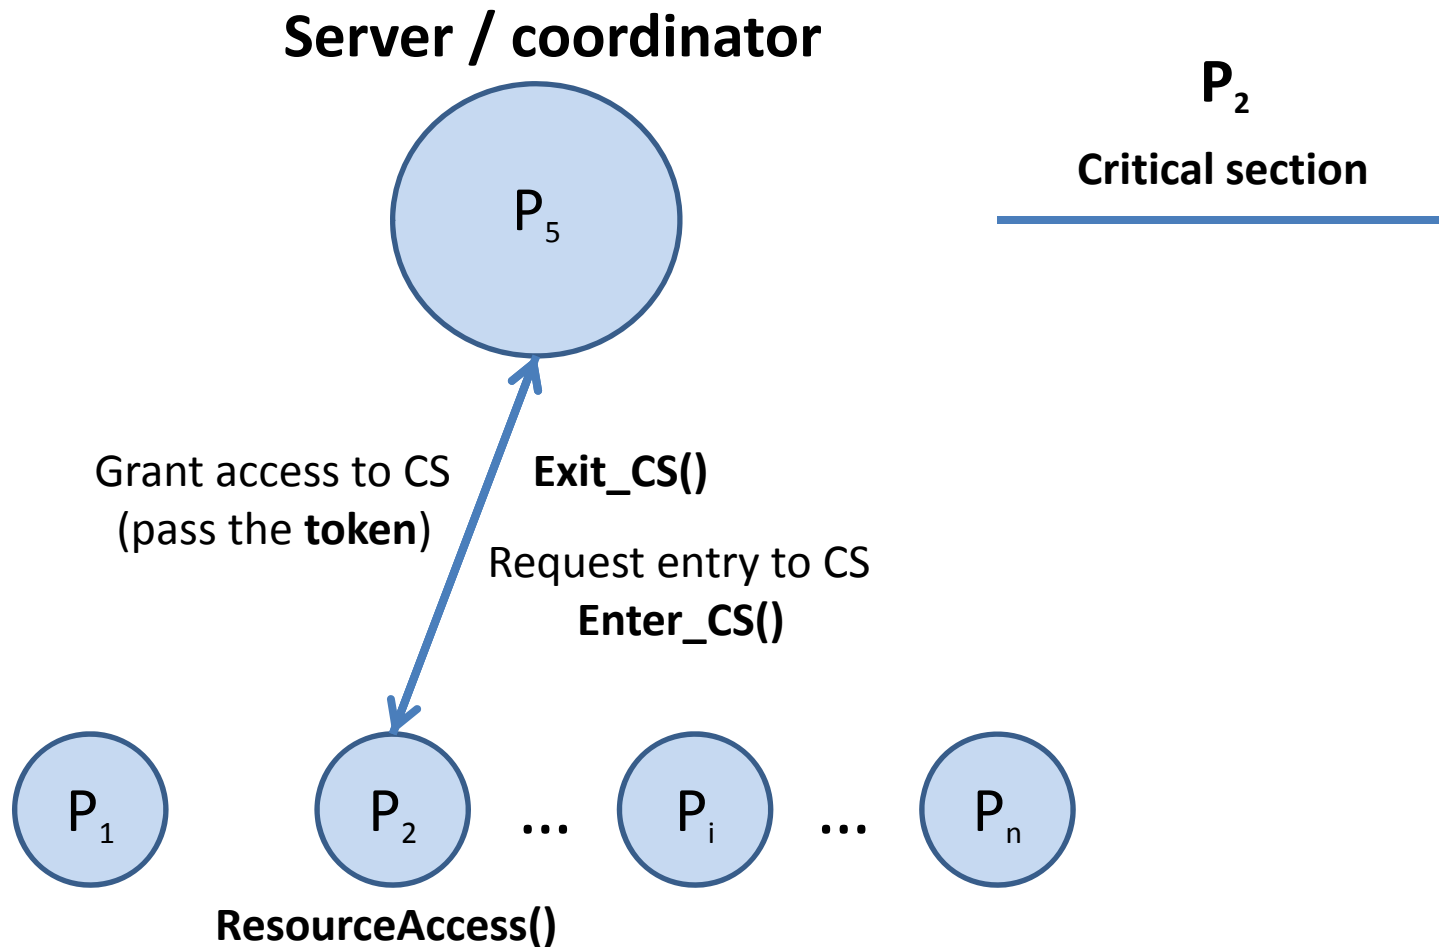 Server / coordinator
P₂
Critical section
P₅
Grant access to CS
(pass the token)
Exit_CS()
Request entry to CS
Enter_CS()
P₁
P₂
...
Pᵢ
...
Pₙ
ResourceAccess()